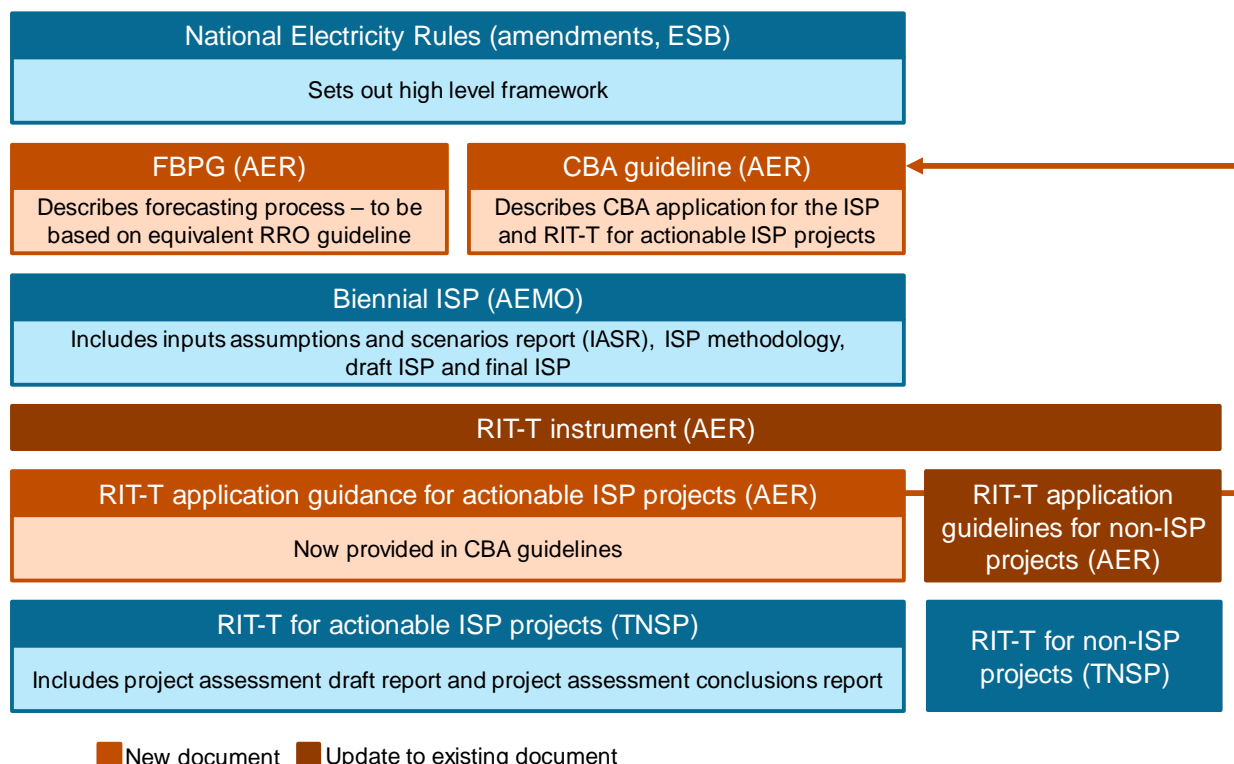 National Electricity Rules (amendments, ESB)
Sets out high level framework
FBPG (AER)
Describes forecasting process – to be
based on equivalent RRO guideline
CBA guideline (AER)
Describes CBA application for the ISP
and RIT-T for actionable ISP projects
Biennial ISP (AEMO)
Includes inputs assumptions and scenarios report (IASR), ISP methodology,
draft ISP and final ISP
RIT-T instrument (AER)
RIT-T application guidance for actionable ISP projects (AER)
Now provided in CBA guidelines
RIT-T application
guidelines for non-ISP
projects (AER)
RIT-T for actionable ISP projects (TNSP)
Includes project assessment draft report and project assessment conclusions report
RIT-T for non-ISP
projects (TNSP)
New document
Update to existing document